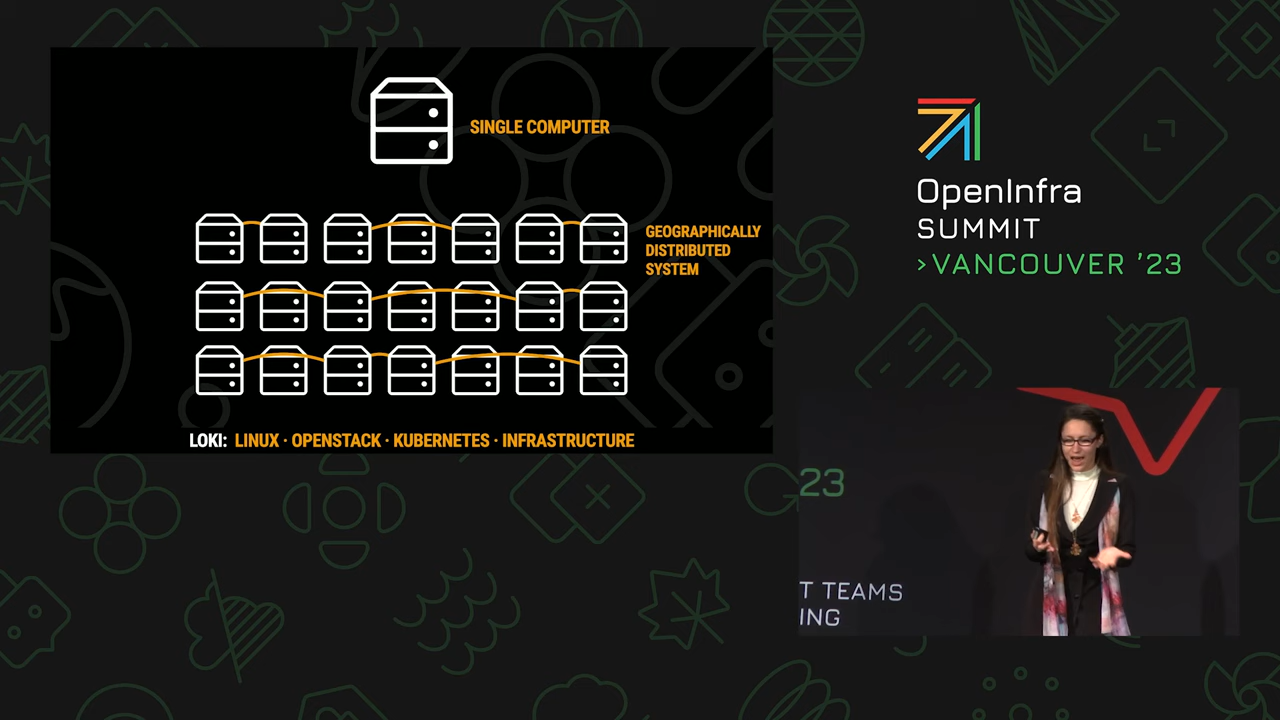 SINGLE COMPUTER
GEOGRAPHICALLY
DISTRIBUTED
SYSTEM
LOKI: LINUX · OPENSTACK · KUBERNETES · INFRASTRUCTURE
OpenInfra
SUMMIT
>VANCOUVER '23
23
T TEAMS
ING